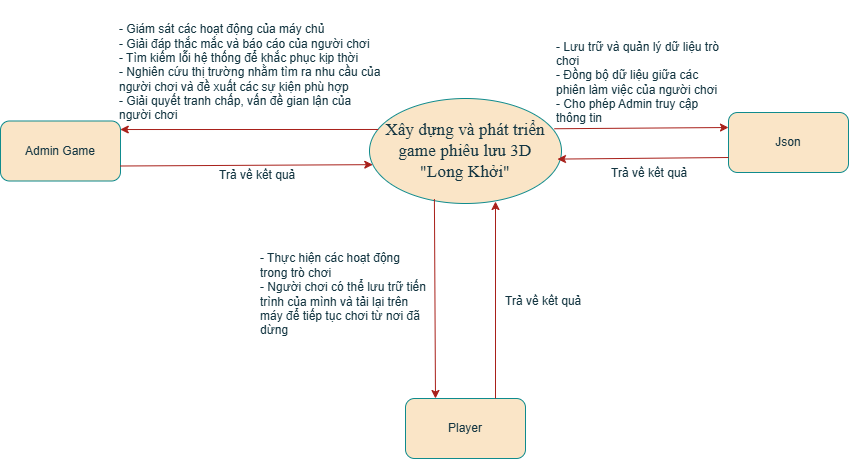 - Giám sát các hoạt động của máy chủ
- Giải đáp thắc mắc và báo cáo của người chơi
- Tìm kiếm lỗi hệ thống để khắc phục kịp thời
- Nghiên cứu thị trường nhằm tìm ra nhu cầu của
người chơi và đề xuất các sự kiện phù hợp
- Giải quyết tranh chấp, vấn đề gian lận của
người chơi
- Lưu trữ và quản lý dữ liệu trò
chơi
- Đồng bộ dữ liệu giữa các
phiên làm việc của người chơi
- Cho phép Admin truy cập
thông tin
Xây dựng và phát triển
game phiêu lưu 3D
"Long Khởi"
Admin Game
Json
Trả về kết quả
Trả về kết quả
- Thực hiện các hoạt động
trong trò chơi
- Người chơi có thể lưu trữ tiến
trình của mình và tải lại trên
máy để tiếp tục chơi từ nơi đã
dừng
Trả về kết quả
Player